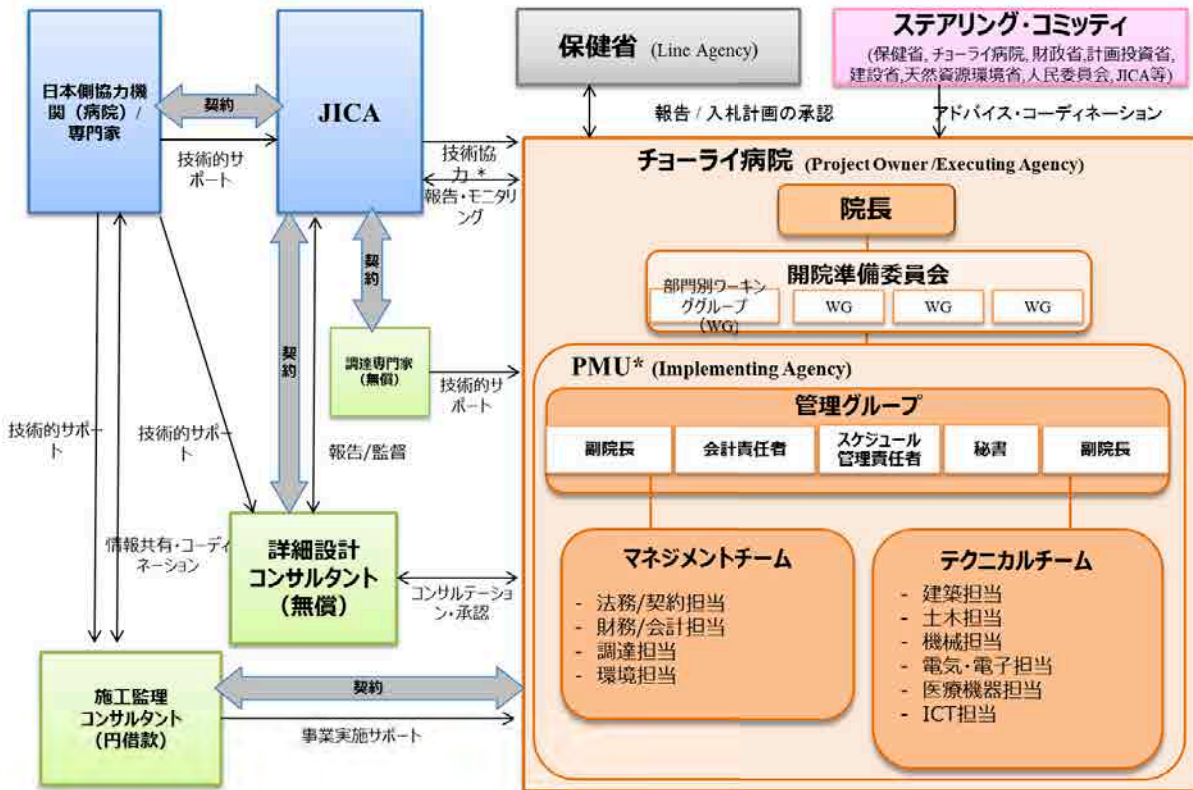 日本側協力機
関（病院）/
専門家
契約
JICA
技術的サ
ポート
保健省 (Line Agency)
ステアリング・コミッティ
(保健省, チョーライ病院, 財政省,計画投資省,
建設省,天然資源環境省,人民委員会, JICA等)
報告 / 入札計画の承認
アドバイス・コーディネーション
技術協
力 *
報告・モニタリ
ング
チョーライ病院 (Project Owner /Executing Agency)
院長
開院準備委員会
部門別ワーキン
ググループ
（WG)
WG
WG
WG
契約
契約
調達専門家
（無償）
技術的サ
ポート
PMU* (Implementing Agency)
管理グループ
副院長
会計責任者
スケジュール
管理責任者
秘書
副院長
技術的サポー
ト
技術的サポー
ト
報告/監督
情報共有・コーディ
ネーション
詳細設計
コンサルタント
（無償）
コンサルテーショ
ン・承認
マネジメントチーム
- 法務/契約担当
- 財務/会計担当
- 調達担当
- 環境担当
テクニカルチーム
- 建築担当
- 土木担当
- 機械担当
- 電気・電子担当
- 医療機器担当
- ICT担当
施工監理
コンサルタント
（円借款）
契約
事業実施サポート